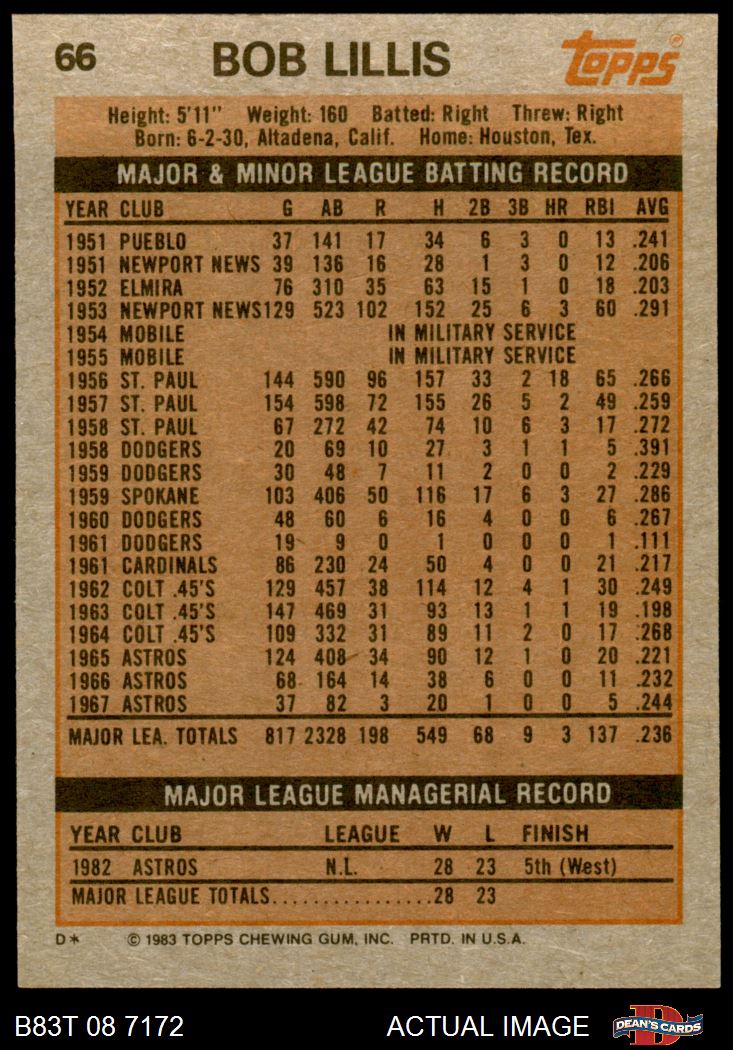 66 BOB LILLIS TOPPS
Height: 5'11" Weight: 160 Batted: Right Threw: Right
Born: 6-2-30, Altadena, Calif. Home: Houston, Tex.
MAJOR & MINOR LEAGUE BATTING RECORD
YEAR CLUB G AB R H 2B 3B HR RBI AVG
1951 PUEBLO 37 141 17 34 6 3 0 13 .241
1951 NEWPORT NEWS 39 136 16 28 1 3 0 12 .206
1952 ELMIRA 76 310 35 63 15 1 0 18 .203
1953 NEWPORT NEWS 129 523 102 152 25 6 3 60 .291
1954 MOBILE IN MILITARY SERVICE
1955 MOBILE IN MILITARY SERVICE
1956 ST. PAUL 144 590 96 157 33 2 18 65 .266
1957 ST. PAUL 154 598 72 155 26 5 2 49 .259
1958 ST. PAUL 67 272 42 74 10 6 3 17 .272
1958 DODGERS 20 69 10 27 3 1 1 5 .391
1959 DODGERS 30 48 7 11 2 0 0 2 .229
1959 SPOKANE 103 406 50 116 17 6 3 27 .286
1960 DODGERS 48 60 6 16 4 0 0 6 .267
1961 DODGERS 19 9 0 1 0 0 0 1 .111
1961 CARDINALS 86 230 24 50 4 0 0 21 .217
1962 COLT .45'S 129 457 38 114 12 4 1 30 .249
1963 COLT .45'S 147 469 31 93 13 1 1 19 .198
1964 COLT .45'S 109 332 31 89 11 2 0 17 .268
1965 ASTROS 124 408 34 90 12 1 0 20 .221
1966 ASTROS 68 164 14 38 6 0 0 11 .232
1967 ASTROS 37 82 3 20 1 0 0 5 .244
MAJOR LEA. TOTALS 817 2328 198 549 68 9 3 137 .236
MAJOR LEAGUE MANAGERIAL RECORD
YEAR CLUB LEAGUE W L FINISH
1982 ASTROS N.L. 28 23 5th (West)
MAJOR LEAGUE TOTALS................28 23
D* © 1983 TOPPS CHEWING GUM, INC. PRTD. IN U.S.A.
B83T 08 7172 ACTUAL IMAGE D DEAN'S CARDS